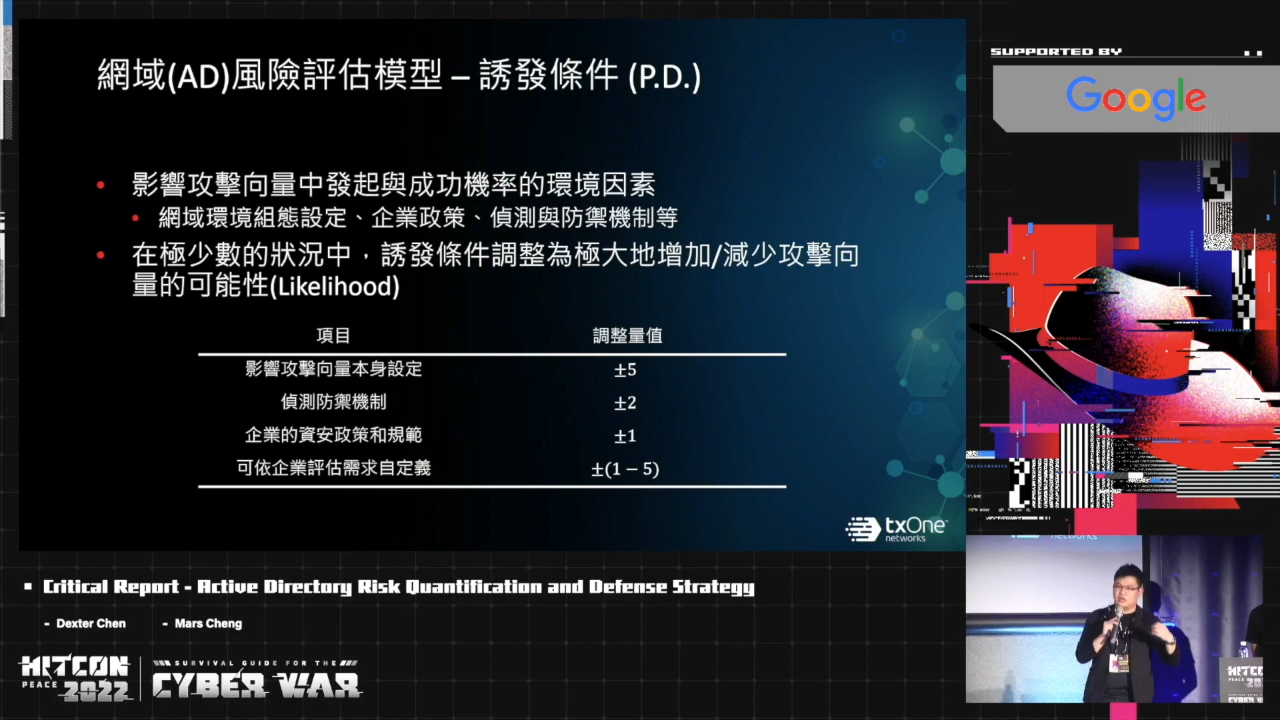 網域(AD)風險評估模型 – 誘發條件 (P.D.)
• 影響攻擊向量中發起與成功機率的環境因素
• 網域環境組態設定、企業政策、偵測與防禦機制等
• 在極少數的狀況中，誘發條件調整為極大地增加/減少攻擊向
量的可能性(Likelihood)
項目 調整量值
影響攻擊向量本身設定 ±5
偵測防禦機制 ±2
企業的資安政策和規範 ±1
可依企業評估需求自定義 ±(1 − 5)
txOne
networks
SUPPORTED BY
Google
networks
HITCON
PEACE
Critical Report - Active Directory Risk Quantification and Defense Strategy
- Dexter Chen - Mars Cheng
HITCON
PEACE 2022
SURVIVAL GUIDE FOR THE
CYBER WAR